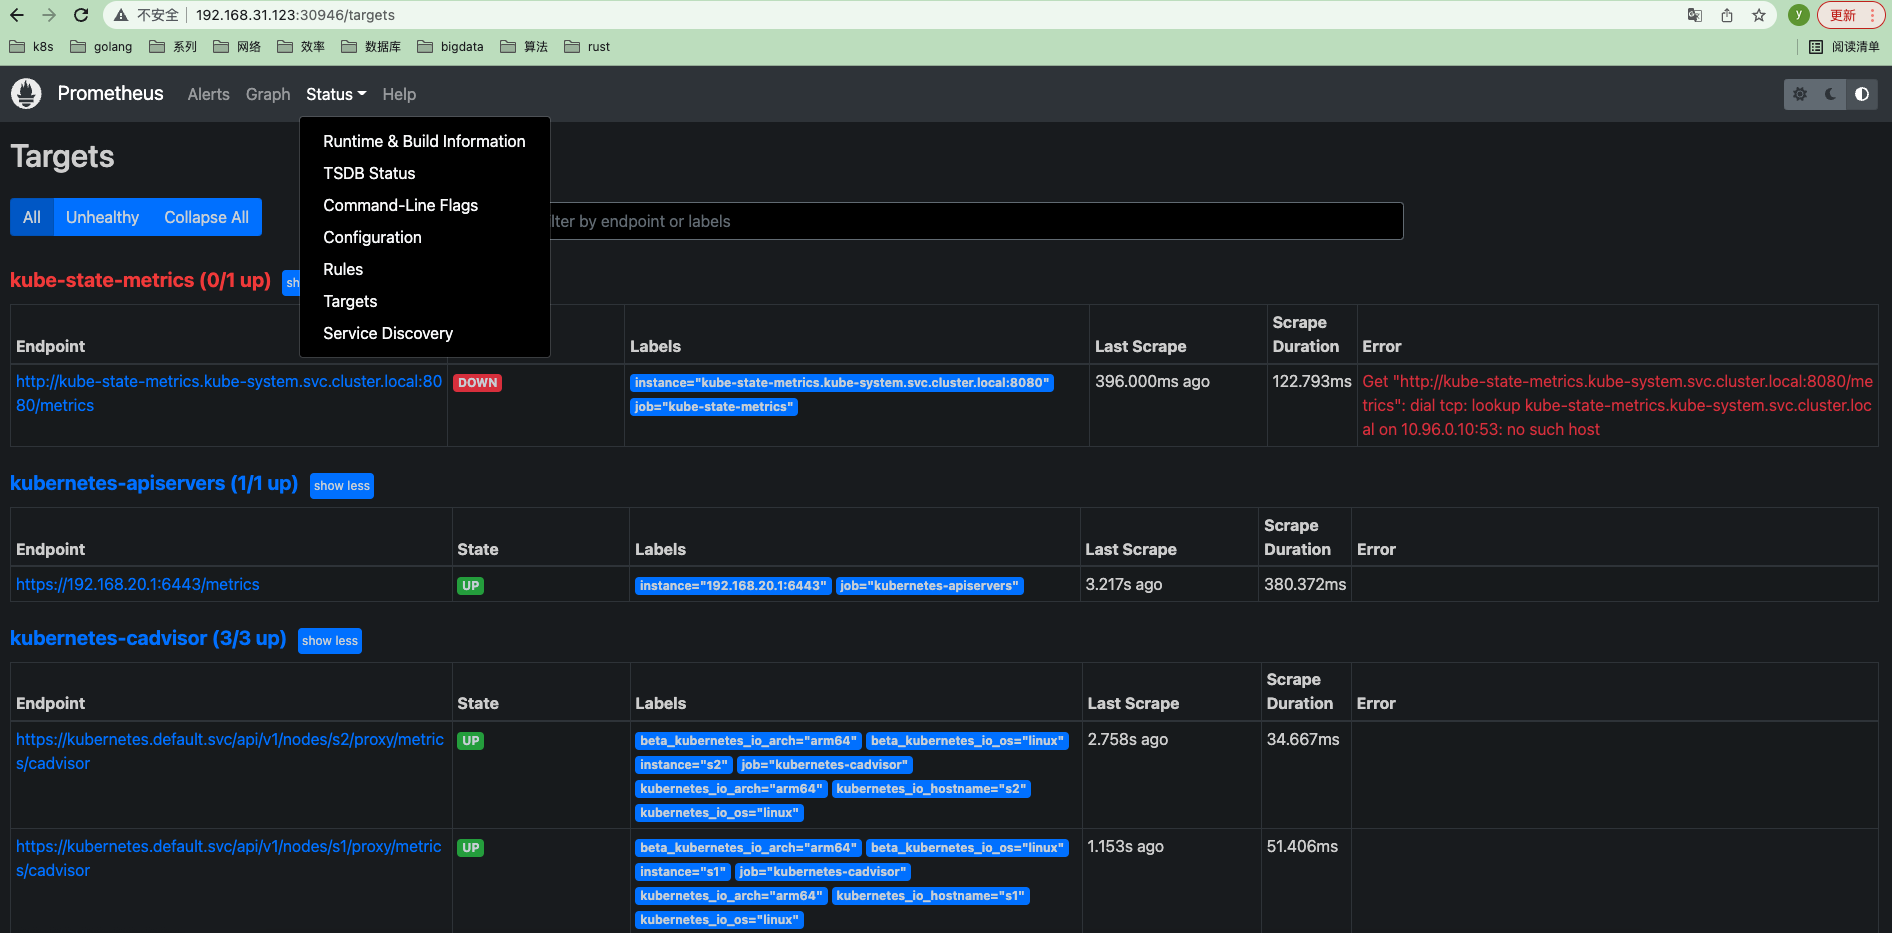 不安全 192.168.31.123:30946/targets 更新
k8s golang 系列 网络 效率 数据库 bigdata 算法 rust 阅读清单
Prometheus Alerts Graph Status Help
Runtime & Build Information
TSDB Status
Command-Line Flags
Configuration
Rules
Targets
Service Discovery
Targets
All Unhealthy Collapse All
lter by endpoint or labels
kube-state-metrics (0/1 up) sh
Endpoint Labels Last Scrape Scrape Duration Error
http://kube-state-metrics.kube-system.svc.cluster.local:80
80/metrics
DOWN
instance="kube-state-metrics.kube-system.svc.cluster.local:8080"
job="kube-state-metrics"
396.000ms ago
122.793ms
Get "http://kube-state-metrics.kube-system.svc.cluster.local:8080/me
trics": dial tcp: lookup kube-state-metrics.kube-system.svc.cluster.loc
al on 10.96.0.10:53: no such host
kubernetes-apiservers (1/1 up) show less
Endpoint State Labels Last Scrape Scrape Duration Error
https://192.168.20.1:6443/metrics UP instance="192.168.20.1:6443" job="kubernetes-apiservers" 3.217s ago 380.372ms
kubernetes-cadvisor (3/3 up) show less
Endpoint State Labels Last Scrape Scrape Duration Error
https://kubernetes.default.svc/api/v1/nodes/s2/proxy/metric
s/cadvisor
UP
beta_kubernetes_io_arch="arm64" beta_kubernetes_io_os="linux"
instance="s2" job="kubernetes-cadvisor"
kubernetes_io_arch="arm64" kubernetes_io_hostname="s2"
kubernetes_io_os="linux"
2.758s ago
34.667ms
https://kubernetes.default.svc/api/v1/nodes/s1/proxy/metric
s/cadvisor
UP
beta_kubernetes_io_arch="arm64" beta_kubernetes_io_os="linux"
instance="s1" job="kubernetes-cadvisor"
kubernetes_io_arch="arm64" kubernetes_io_hostname="s1"
kubernetes_io_os="linux"
1.153s ago
51.406ms